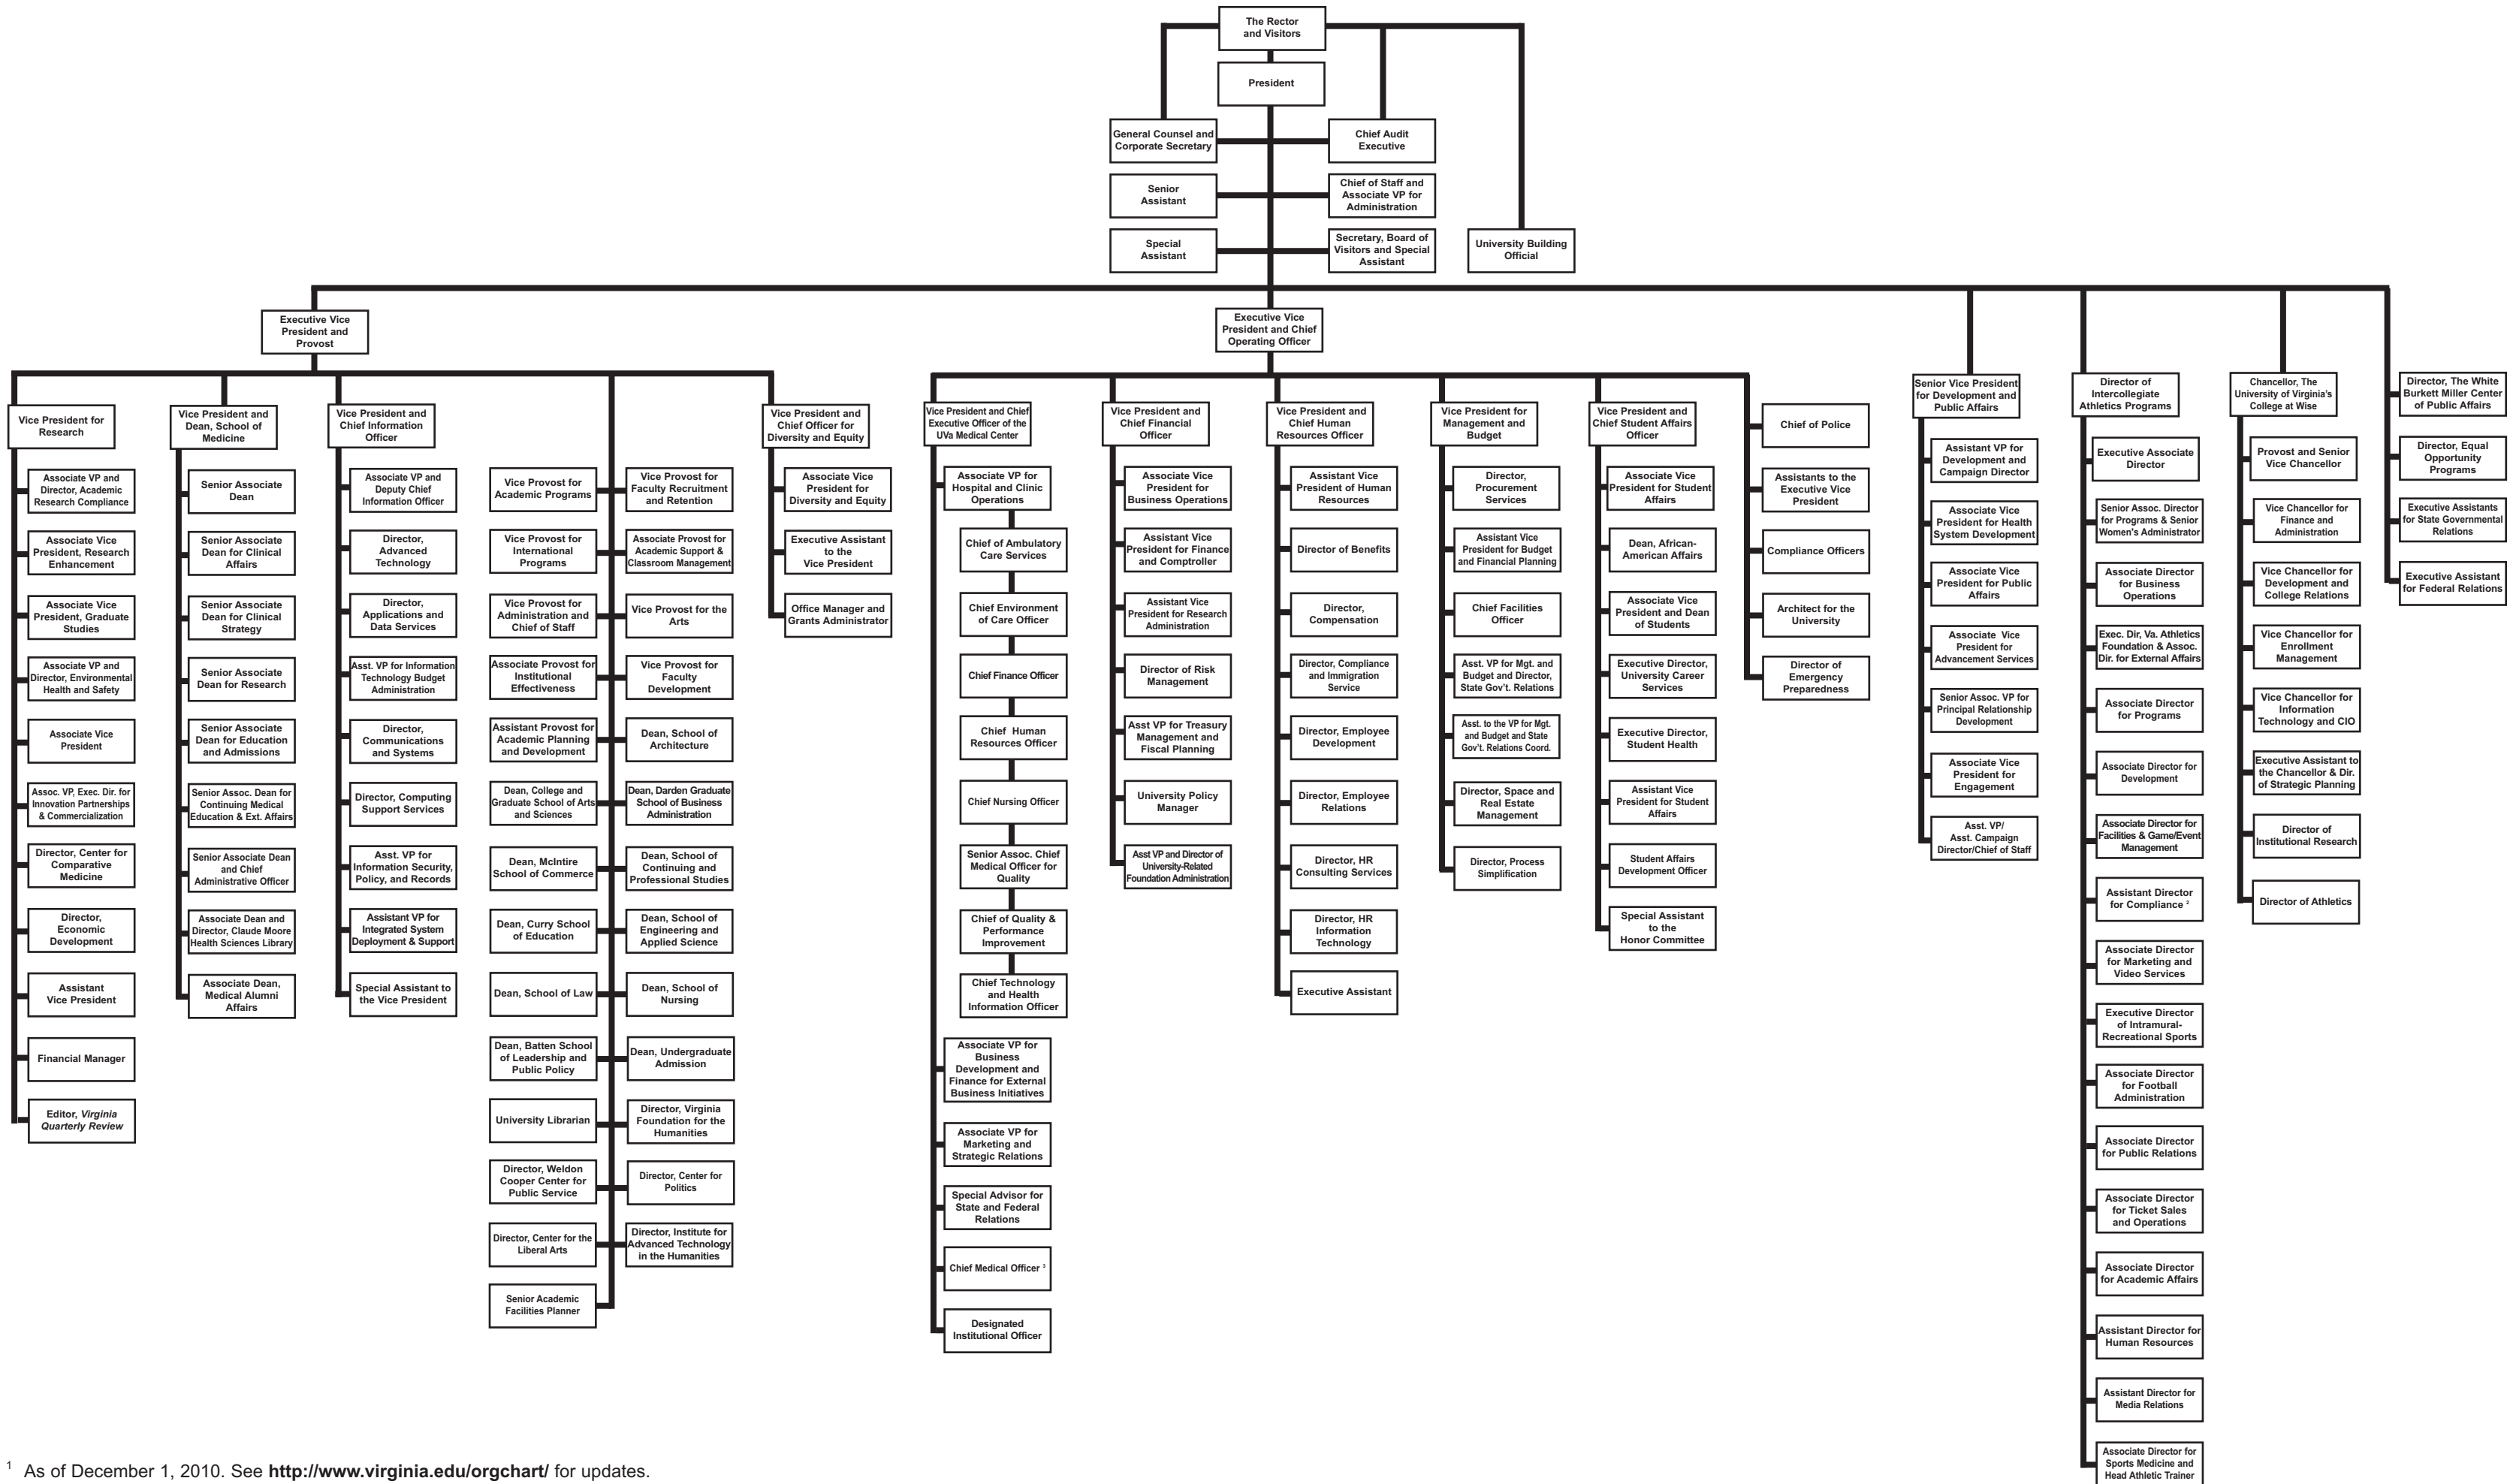 The Rector
and Visitors
President
General Counsel and
Corporate Secretary
Chief Audit
Executive
Senior
Assistant
Chief of Staff and
Associate VP for
Administration
Special
Assistant
Secretary, Board of
Visitors and Special
Assistant
University Building
Official
Executive Vice
President and
Provost
Executive Vice
President and Chief
Operating Officer
Vice President for
Research
Associate VP and
Director, Academic
Research Compliance
Associate Vice
President, Research
Enhancement
Associate Vice
President, Graduate
Studies
Associate VP and
Director, Environmental
Health and Safety
Associate Vice
President
Assoc. VP, Exec. Dir. for
Innovation Partnerships
& Commercialization
Director, Center for
Comparative
Medicine
Director,
Economic
Development
Assistant
Vice President
Financial Manager
Editor, Virginia
Quarterly Review
Vice President and
Dean, School of
Medicine
Senior Associate
Dean
Senior Associate
Dean for Clinical
Affairs
Senior Associate
Dean for Clinical
Strategy
Senior Associate
Dean for Research
Senior Associate
Dean for Education
and Admissions
Senior Assoc. Dean for
Continuing Medical
Education & Ext. Affairs
Senior Associate Dean
and Chief
Administrative Officer
Associate Dean and
Director, Claude Moore
Health Sciences Library
Associate Dean,
Medical Alumni
Affairs
Vice President and
Chief Information
Officer
Associate VP and
Deputy Chief
Information Officer
Director,
Advanced
Technology
Director,
Applications and
Data Services
Asst. VP for Information
Technology Budget
Administration
Director,
Communications
and Systems
Director, Computing
Support Services
Asst. VP for
Information Security,
Policy, and Records
Assistant VP for
Integrated System
Deployment & Support
Special Assistant to
the Vice President
Vice Provost for
Academic Programs
Vice Provost for
Faculty Recruitment
and Retention
Vice Provost for
International
Programs
Associate Provost for
Academic Support &
Classroom Management
Vice Provost for
Administration and
Chief of Staff
Vice Provost for the
Arts
Associate Provost for
Institutional
Effectiveness
Vice Provost for
Faculty
Development
Assistant Provost for
Academic Planning
and Development
Dean, School of
Architecture
Dean, College and
Graduate School of Arts
and Sciences
Dean, Darden Graduate
School of Business
Administration
Dean, McIntire
School of Commerce
Dean, School of
Continuing and
Professional Studies
Dean, Curry School
of Education
Dean, School of
Engineering and
Applied Science
Dean, School of Law
Dean, School of
Nursing
Dean, Batten School
of Leadership and
Public Policy
Dean, Undergraduate
Admission
University Librarian
Director, Virginia
Foundation for the
Humanities
Director, Weldon
Cooper Center for
Public Service
Director, Center for
Politics
Director, Center for the
Liberal Arts
Director, Institute for
Advanced Technology
in the Humanities
Senior Academic
Facilities Planner
Vice President and
Chief Officer for
Diversity and Equity
Associate Vice
President for
Diversity and Equity
Executive Assistant
to the
Vice President
Office Manager and
Grants Administrator
Vice President and Chief
Executive Officer of the
UVa Medical Center
Associate VP for
Hospital and Clinic
Operations
Chief of Ambulatory
Care Services
Chief Environment
of Care Officer
Chief Finance Officer
Chief Human
Resources Officer
Chief Nursing Officer
Senior Assoc. Chief
Medical Officer for
Quality
Chief of Quality &
Performance
Improvement
Chief Technology
and Health
Information Officer
Associate VP for
Business
Development and
Finance for External
Business Initiatives
Associate VP for
Marketing and
Strategic Relations
Special Advisor for
State and Federal
Relations
Chief Medical Officer ³
Designated
Institutional Officer
Vice President and
Chief Financial
Officer
Associate Vice
President for
Business Operations
Assistant Vice
President for Finance
and Comptroller
Assistant Vice
President for Research
Administration
Director of Risk
Management
Asst VP for Treasury
Management and
Fiscal Planning
University Policy
Manager
Asst VP and Director of
University-Related
Foundation Administration
Vice President and
Chief Human
Resources Officer
Assistant Vice
President of Human
Resources
Director of Benefits
Director,
Compensation
Director, Compliance
and Immigration
Service
Director, Employee
Development
Director, Employee
Relations
Director, HR
Consulting Services
Director, HR
Information
Technology
Executive Assistant
Vice President for
Management and
Budget
Director,
Procurement
Services
Assistant Vice
President for Budget
and Financial Planning
Chief Facilities
Officer
Asst. VP for Mgt. and
Budget and Director,
State Gov't. Relations
Asst. to the VP for Mgt.
and Budget and State
Gov't. Relations Coord.
Director, Space and
Real Estate
Management
Director, Process
Simplification
Vice President and
Chief Student Affairs
Officer
Associate Vice
President for Student
Affairs
Dean, African-
American Affairs
Associate Vice
President and Dean
of Students
Executive Director,
University Career
Services
Executive Director,
Student Health
Assistant Vice
President for Student
Affairs
Student Affairs
Development Officer
Special Assistant
to the
Honor Committee
Chief of Police
Assistants to the
Executive Vice
President
Compliance Officers
Architect for the
University
Director of
Emergency
Preparedness
Senior Vice President
for Development and
Public Affairs
Assistant VP for
Development and
Campaign Director
Associate Vice
President for Health
System Development
Associate Vice
President for Public
Affairs
Associate Vice
President for
Advancement Services
Senior Assoc. VP for
Principal Relationship
Development
Associate Vice
President for
Engagement
Asst. VP/
Asst. Campaign
Director/Chief of Staff
Director of
Intercollegiate
Athletics Programs
Executive Associate
Director
Senior Assoc. Director
for Programs & Senior
Women's Administrator
Associate Director
for Business
Operations
Exec. Dir, Va. Athletics
Foundation & Assoc.
Dir. for External Affairs
Associate Director
for Programs
Associate Director for
Development
Associate Director for
Facilities & Game/Event
Management
Assistant Director
for Compliance ²
Associate Director
for Marketing and
Video Services
Executive Director
of Intramural-
Recreational Sports
Associate Director
for Football
Administration
Associate Director
for Public Relations
Associate Director
for Ticket Sales
and Operations
Associate Director
for Academic Affairs
Assistant Director for
Human Resources
Assistant Director for
Media Relations
Associate Director for
Sports Medicine and
Head Athletic Trainer
Chancellor, The
University of Virginia's
College at Wise
Provost and Senior
Vice Chancellor
Vice Chancellor for
Finance and
Administration
Vice Chancellor for
Development and
College Relations
Vice Chancellor for
Enrollment
Management
Vice Chancellor for
Information
Technology and CIO
Executive Assistant to
the Chancellor & Dir.
of Strategic Planning
Director of
Institutional Research
Director of Athletics
Director, The White
Burkett Miller Center
of Public Affairs
Director, Equal
Opportunity
Programs
Executive Assistants
for State Governmental
Relations
Executive Assistant
for Federal Relations
¹ As of December 1, 2010. See http://www.virginia.edu/orgchart/ for updates.